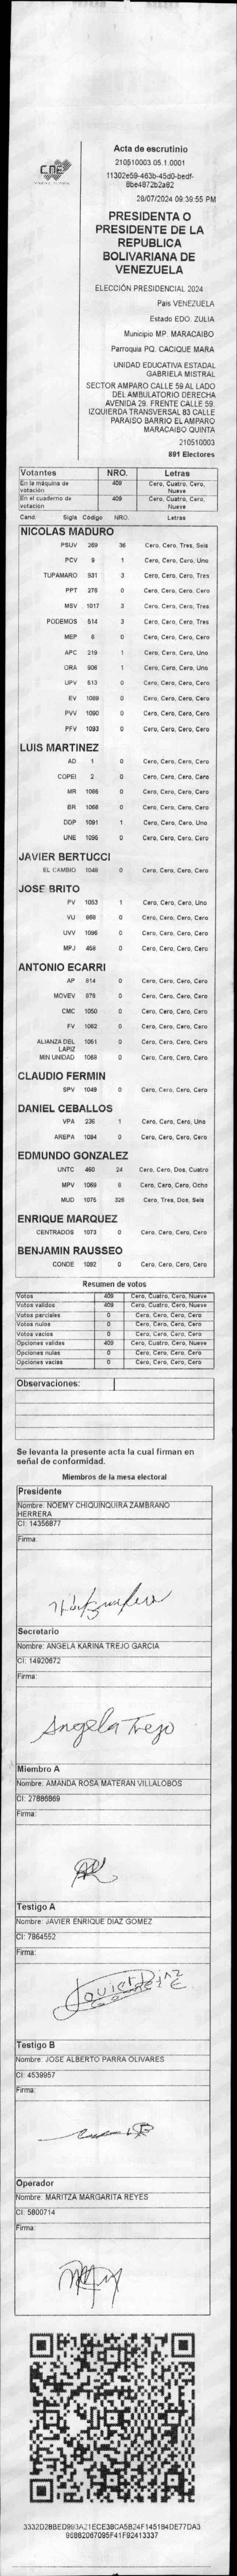 CNE
Acta de escrutinio
210510003.05.1.0001
11302e59-463b-45d0-bedf-
8be4872b2a82
28/07/2024 09:39:55 PM
PRESIDENTA O
PRESIDENTE DE LA
REPUBLICA
BOLIVARIANA DE
VENEZUELA
ELECCIÓN PRESIDENCIAL 2024
País VENEZUELA
Estado EDO. ZULIA
Municipio MP. MARACAIBO
Parroquia PQ. CACIQUE MARA
UNIDAD EDUCATIVA ESTADAL
GABRIELA MISTRAL
SECTOR AMPARO CALLE 59 AL LADO
DEL AMBULATORIO DERECHA
AVENIDA 29. FRENTE CALLE 59.
IZQUIERDA TRANSVERSAL 83 CALLE
PARAISO BARRIO EL AMPARO
MARACAIBO QUINTA
210510003
891 Electores
Votantes NRO. Letras
En la máquina de votación 409 Cero, Cuatro, Cero, Nueve
En el cuaderno de votación 409 Cero, Cuatro, Cero, Nueve
Cand. Sigla Código NRO. Letras
NICOLAS MADURO
PSUV 269 36 Cero, Cero, Tres, Seis
PCV 9 1 Cero, Cero, Cero, Uno
TUPAMARO 931 3 Cero, Cero, Cero, Tres
PPT 276 0 Cero, Cero, Cero, Cero
MSV 1017 3 Cero, Cero, Cero, Tres
PODEMOS 514 3 Cero, Cero, Cero, Tres
MEP 6 0 Cero, Cero, Cero, Cero
APC 219 1 Cero, Cero, Cero, Uno
ORA 906 1 Cero, Cero, Cero, Uno
UPV 513 0 Cero, Cero, Cero, Cero
EV 1089 0 Cero, Cero, Cero, Cero
PVV 1090 0 Cero, Cero, Cero, Cero
PFV 1093 0 Cero, Cero, Cero, Cero
LUIS MARTINEZ
AD 1 0 Cero, Cero, Cero, Cero
COPEI 2 0 Cero, Cero, Cero, Cero
MR 1066 0 Cero, Cero, Cero, Cero
BR 1068 0 Cero, Cero, Cero, Cero
DDP 1091 1 Cero, Cero, Cero, Uno
UNE 1095 0 Cero, Cero, Cero, Cero
JAVIER BERTUCCI
EL CAMBIO 1048 0 Cero, Cero, Cero, Cero
JOSE BRITO
PV 1053 1 Cero, Cero, Cero, Uno
VU 868 0 Cero, Cero, Cero, Cero
UVV 1096 0 Cero, Cero, Cero, Cero
MPJ 458 0 Cero, Cero, Cero, Cero
ANTONIO ECARRI
AP 814 0 Cero, Cero, Cero, Cero
MOVEV 879 0 Cero, Cero, Cero, Cero
CMC 1050 0 Cero, Cero, Cero, Cero
FV 1062 0 Cero, Cero, Cero, Cero
ALIANZA DEL LAPIZ 1051 0 Cero, Cero, Cero, Cero
MIN UNIDAD 1068 0 Cero, Cero, Cero, Cero
CLAUDIO FERMIN
SPV 1049 0 Cero, Cero, Cero, Cero
DANIEL CEBALLOS
VPA 236 1 Cero, Cero, Cero, Uno
AREPA 1094 0 Cero, Cero, Cero, Cero
EDMUNDO GONZALEZ
UNTC 460 24 Cero, Cero, Dos, Cuatro
MPV 1069 8 Cero, Cero, Cero, Ocho
MUD 1075 326 Cero, Tres, Dos, Seis
ENRIQUE MARQUEZ
CENTRADOS 1073 0 Cero, Cero, Cero, Cero
BENJAMIN RAUSSEO
CONDE 1092 0 Cero, Cero, Cero, Cero
Resumen de votos
Votos 409 Cero, Cuatro, Cero, Nueve
Votos validos 409 Cero, Cuatro, Cero, Nueve
Votos parciales 0 Cero, Cero, Cero, Cero
Votos nulos 0 Cero, Cero, Cero, Cero
Votos vacios 0 Cero, Cero, Cero, Cero
Opciones validas 409 Cero, Cuatro, Cero, Nueve
Opciones nulas 0 Cero, Cero, Cero, Cero
Opciones vacias 0 Cero, Cero, Cero, Cero
Observaciones:
Se levanta la presente acta la cual firman en
señal de conformidad.
Miembros de la mesa electoral
Presidente
Nombre: NOEMY CHIQUINQUIRA ZAMBRANO
HERRERA
CI: 14356877
Firma:
Secretario
Nombre: ANGELA KARINA TREJO GARCIA
CI: 14920672
Firma:
Angela Trejo
Miembro A
Nombre: AMANDA ROSA MATERAN VILLALOBOS
CI: 27886869
Firma:
Testigo A
Nombre: JAVIER ENRIQUE DIAZ GOMEZ
CI: 7864552
Firma:
Javier Diaz
Testigo B
Nombre: JOSE ALBERTO PARRA OLIVARES
CI: 4539957
Firma:
Operador
Nombre: MARITZA MARGARITA REYES
CI: 5800714
Firma:
3332D28BED993A21ECE3BCA5B24F1451B4DE77DA3
96882067095F41F92413337